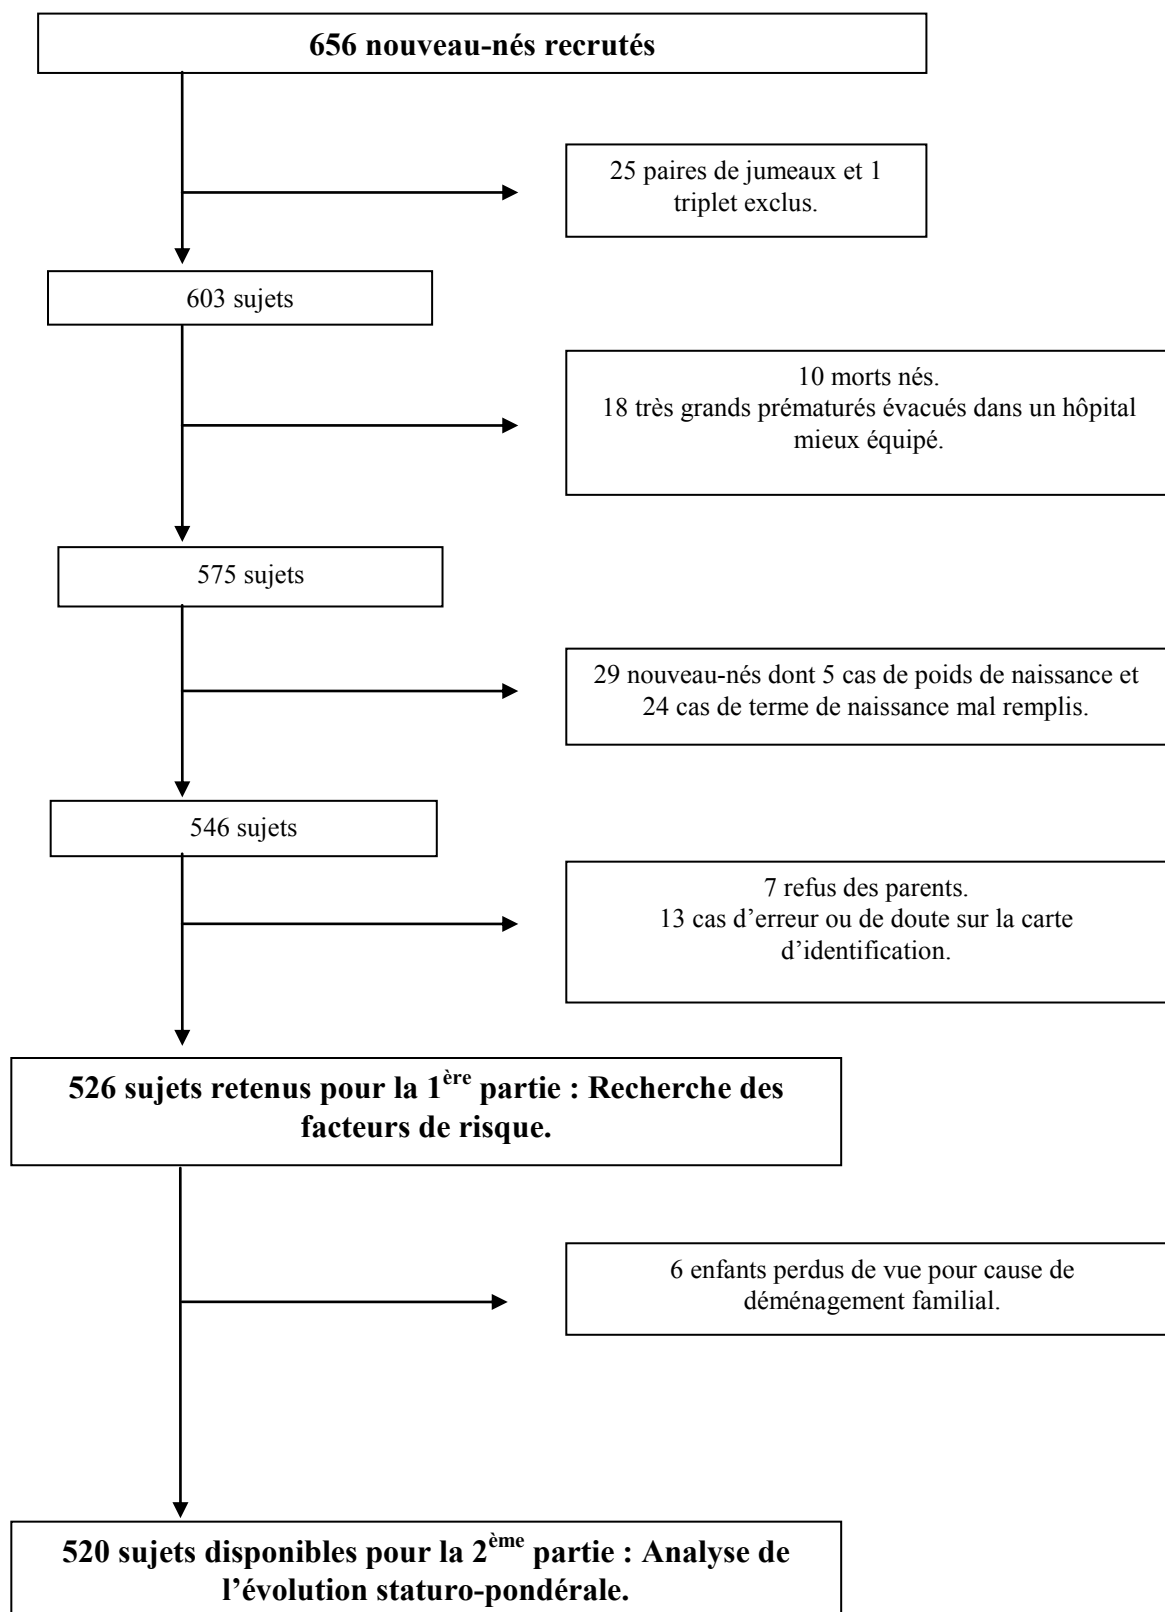 656 nouveau-nés recrutés
25 paires de jumeaux et 1
triplet exclus.
603 sujets
10 morts nés.
18 très grands prématurés évacués dans un hôpital
mieux équipé.
575 sujets
29 nouveau-nés dont 5 cas de poids de naissance et
24 cas de terme de naissance mal remplis.
546 sujets
7 refus des parents.
13 cas d’erreur ou de doute sur la carte
d’identification.
526 sujets retenus pour la 1ère partie : Recherche des
facteurs de risque.
6 enfants perdus de vue pour cause de
déménagement familial.
520 sujets disponibles pour la 2ème partie : Analyse de
l’évolution staturo-pondérale.